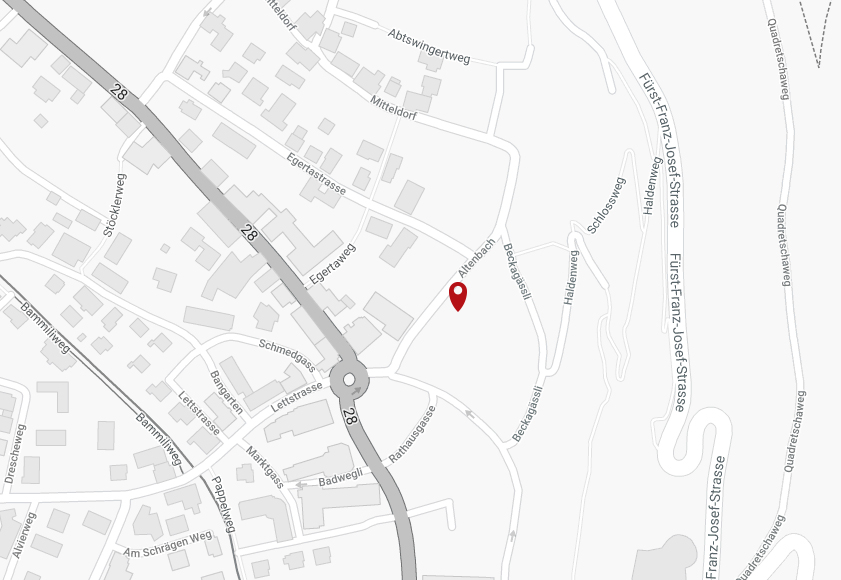 Mitteldorf
Abtswingertweg
28
Mitteldorf
Quadretschaweg
Fürst-Franz-Josef-Strasse
Egertastrasse
Haldenweg
Schlossweg
Stöcklerweg
28
Altenbach
Quadretschaweg
Egertaweg
Beckagässli
Haldenweg
Fürst-Franz-Josef-Strasse
Bammiliweg
Schmedgass
Bangarten
Lettstrasse
Lettstrasse
28
Beckagässli
Rathausgasse
Quadretschaweg
Bammiliweg
Drescheweg
Marktgass
Badwegli
Pappelweg
Franz-Josef-Strasse
Alvierweg
Am Schrägen Weg
Quadretschaweg